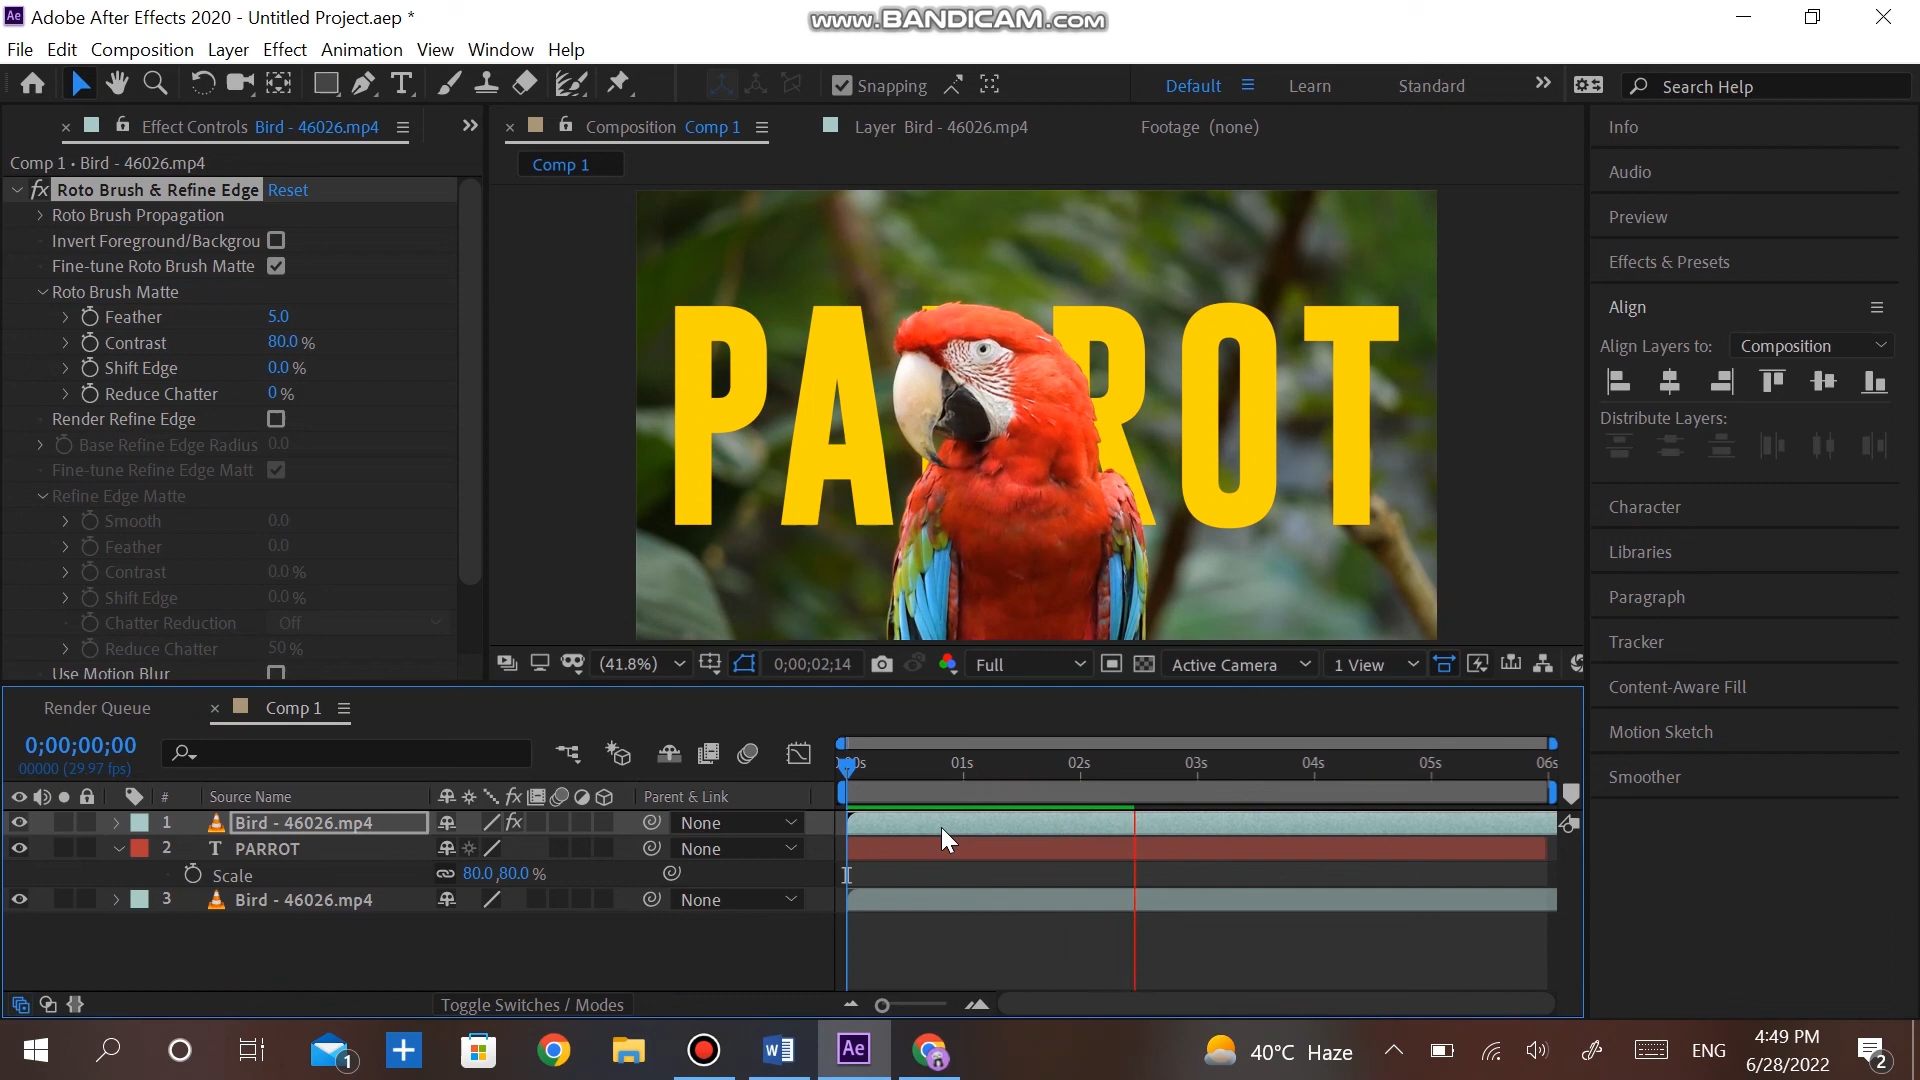 Ae Adobe After Effects 2020 - Untitled Project.aep *
www.BANDICAM.com
File Edit Composition Layer Effect Animation View Window Help
Snapping
Default Learn Standard
Search Help
Effect Controls Bird - 46026.mp4
Composition Comp 1
Layer Bird - 46026.mp4
Footage (none)
Comp 1 • Bird - 46026.mp4
Comp 1
fx Roto Brush & Refine Edge Reset
Roto Brush Propagation
Invert Foreground/Backgrou
Fine-tune Roto Brush Matte
Roto Brush Matte
Feather 5.0
Contrast 80.0 %
Shift Edge 0.0 %
Reduce Chatter 0 %
Render Refine Edge
Base Refine Edge Radius 0.0
Fine-tune Refine Edge Matt
Refine Edge Matte
Smooth 0.0
Feather 0.0
Contrast 0.0 %
Shift Edge 0.0 %
Chatter Reduction Off
Reduce Chatter 50 %
Use Motion Blur
PARROT
(41.8%) 0;00;02;14 Full Active Camera 1 View
Info
Audio
Preview
Effects & Presets
Align
Align Layers to: Composition
Distribute Layers:
Character
Libraries
Paragraph
Tracker
Content-Aware Fill
Motion Sketch
Smoother
Render Queue Comp 1
0;00;00;00
00000 (29.97 fps)
:00s 01s 02s 03s 04s 05s 06s
# Source Name fx Parent & Link
1 Bird - 46026.mp4 fx None
2 T PARROT None
Scale 80.0,80.0 %
3 Bird - 46026.mp4 None
Toggle Switches / Modes
1
W
Ae
40°C Haze
ENG
4:49 PM
6/28/2022
2